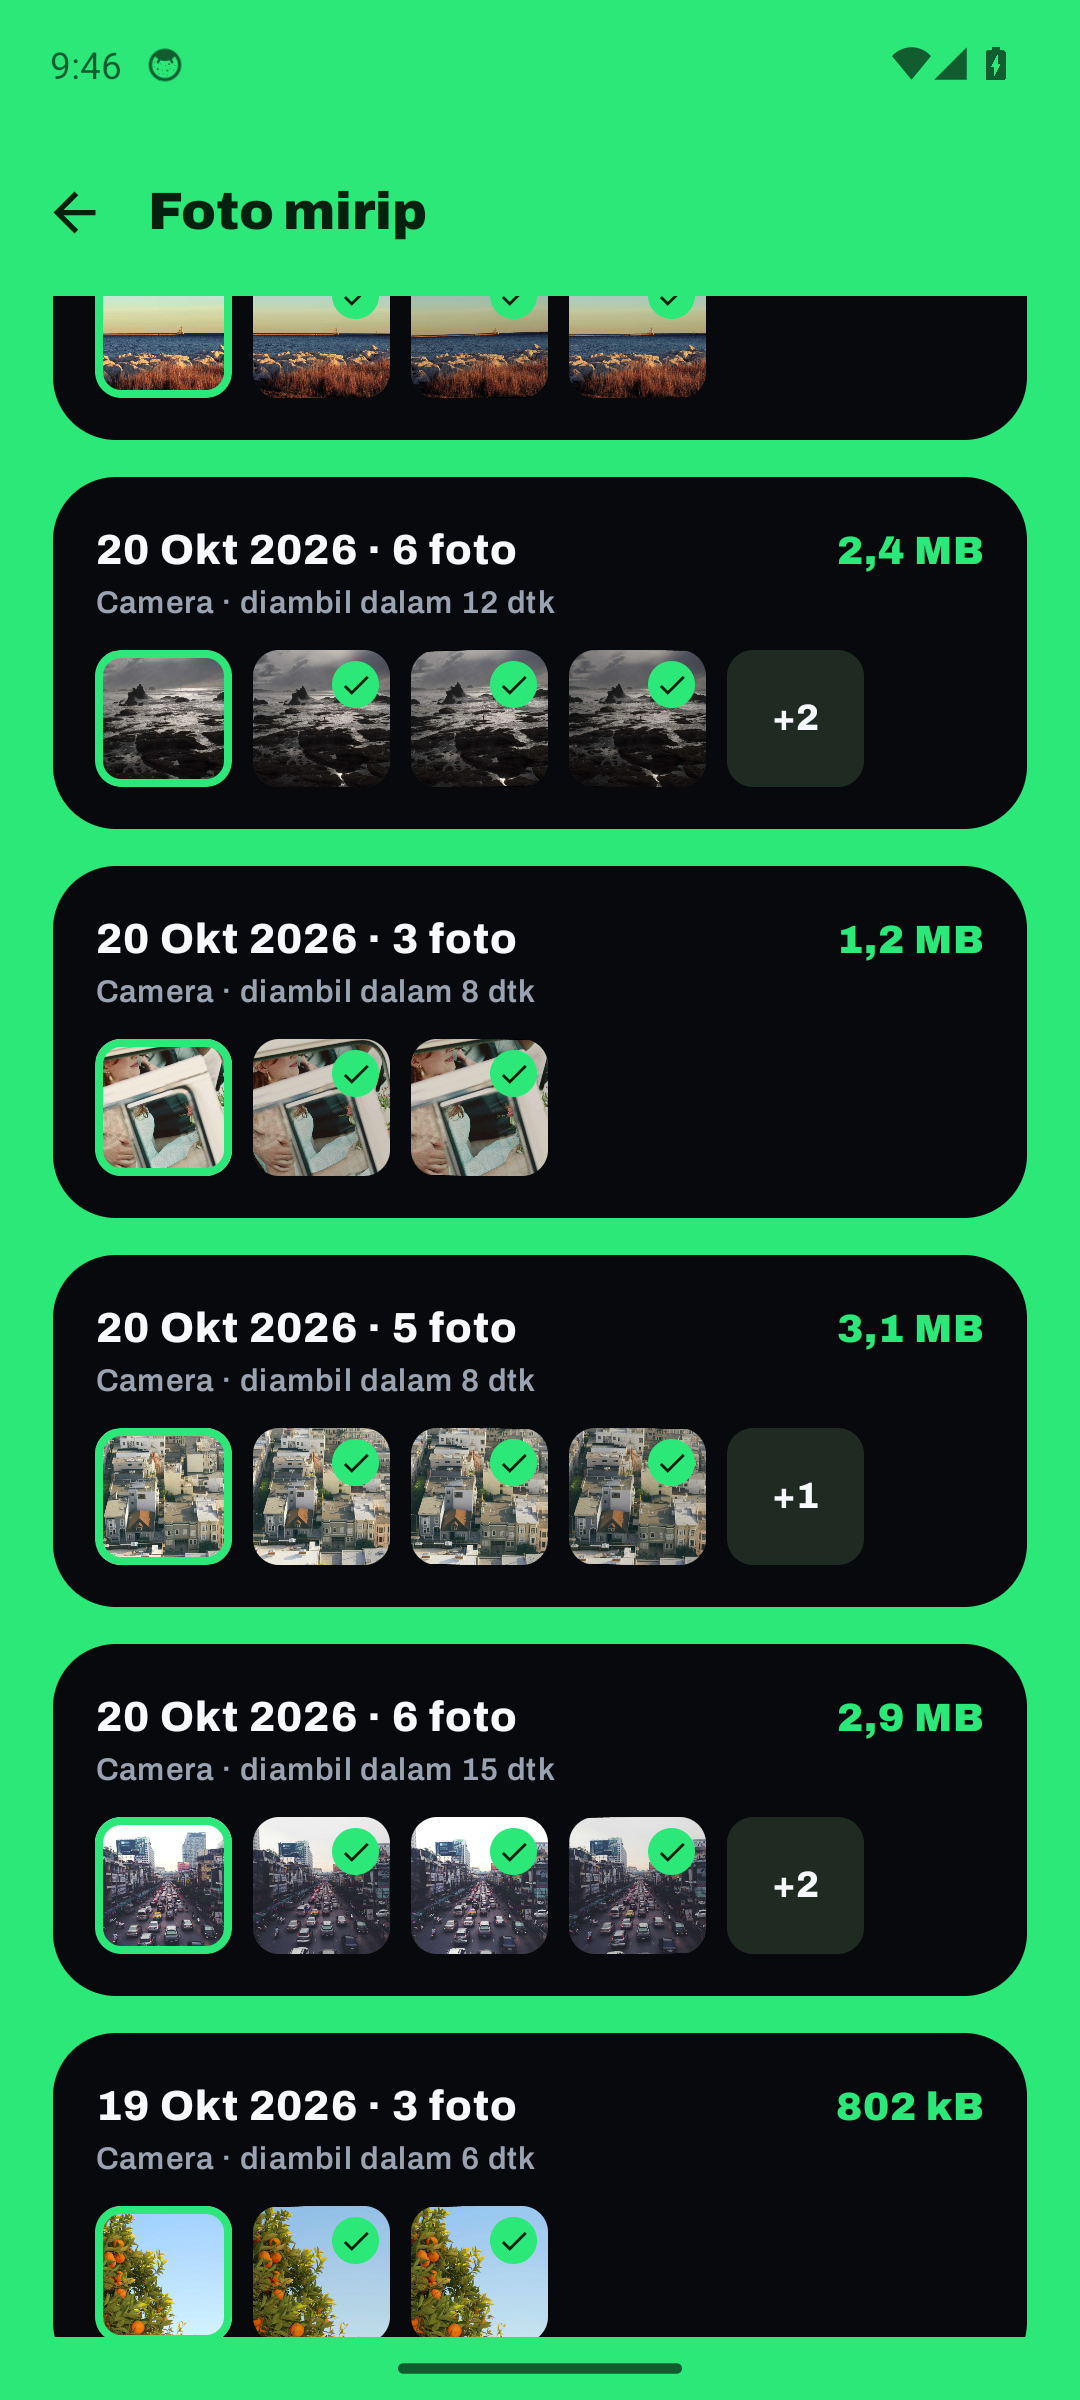 9:46
Foto mirip
20 Okt 2026 · 6 foto
2,4 MB
Camera · diambil dalam 12 dtk
+2
20 Okt 2026 · 3 foto
1,2 MB
Camera · diambil dalam 8 dtk
20 Okt 2026 · 5 foto
3,1 MB
Camera · diambil dalam 8 dtk
+1
20 Okt 2026 · 6 foto
2,9 MB
Camera · diambil dalam 15 dtk
+2
19 Okt 2026 · 3 foto
802 kB
Camera · diambil dalam 6 dtk